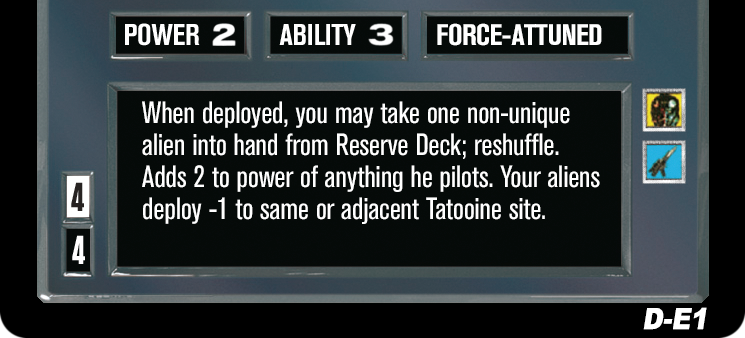 POWER 2 ABILITY 3 FORCE-ATTUNED
When deployed, you may take one non-unique
alien into hand from Reserve Deck; reshuffle.
Adds 2 to power of anything he pilots. Your aliens
deploy -1 to same or adjacent Tatooine site.
4
4
D-E1